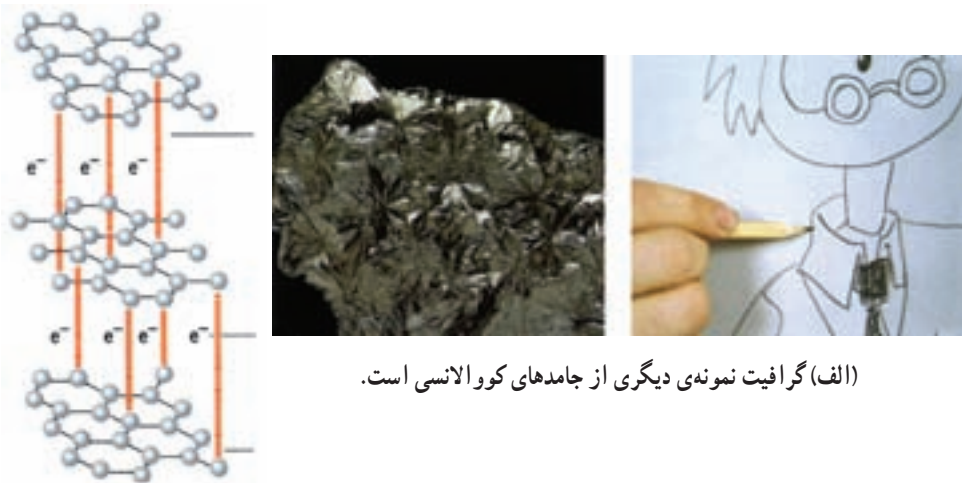 e⁻ e⁻ e⁻
e⁻ e⁻ e⁻ e⁻
(الف) گرافیت نمونه‌ی دیگری از جامدهای کووالانسی است.